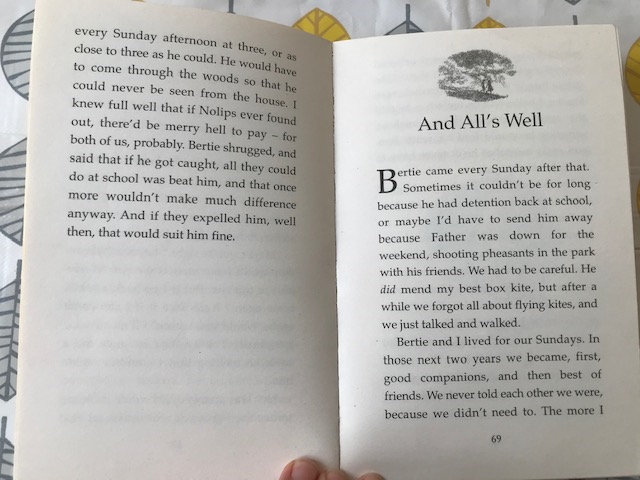 every Sunday afternoon at three, or as
close to three as he could. He would have
to come through the woods so that he
could never be seen from the house. I
knew full well that if Nolips ever found
out, there'd be merry hell to pay – for
both of us, probably. Bertie shrugged, and
said that if he got caught, all they could
do at school was beat him, and that once
more wouldn't make much difference
anyway. And if they expelled him, well
then, that would suit him fine.
And All's Well
Bertie came every Sunday after that.
Sometimes it couldn't be for long
because he had detention back at school,
or maybe I'd have to send him away
because Father was down for the
weekend, shooting pheasants in the park
with his friends. We had to be careful. He
did mend my best box kite, but after a
while we forgot all about flying kites, and
we just talked and walked.
Bertie and I lived for our Sundays. In
those next two years we became, first,
good companions, and then best of
friends. We never told each other we were,
because we didn't need to. The more I
69